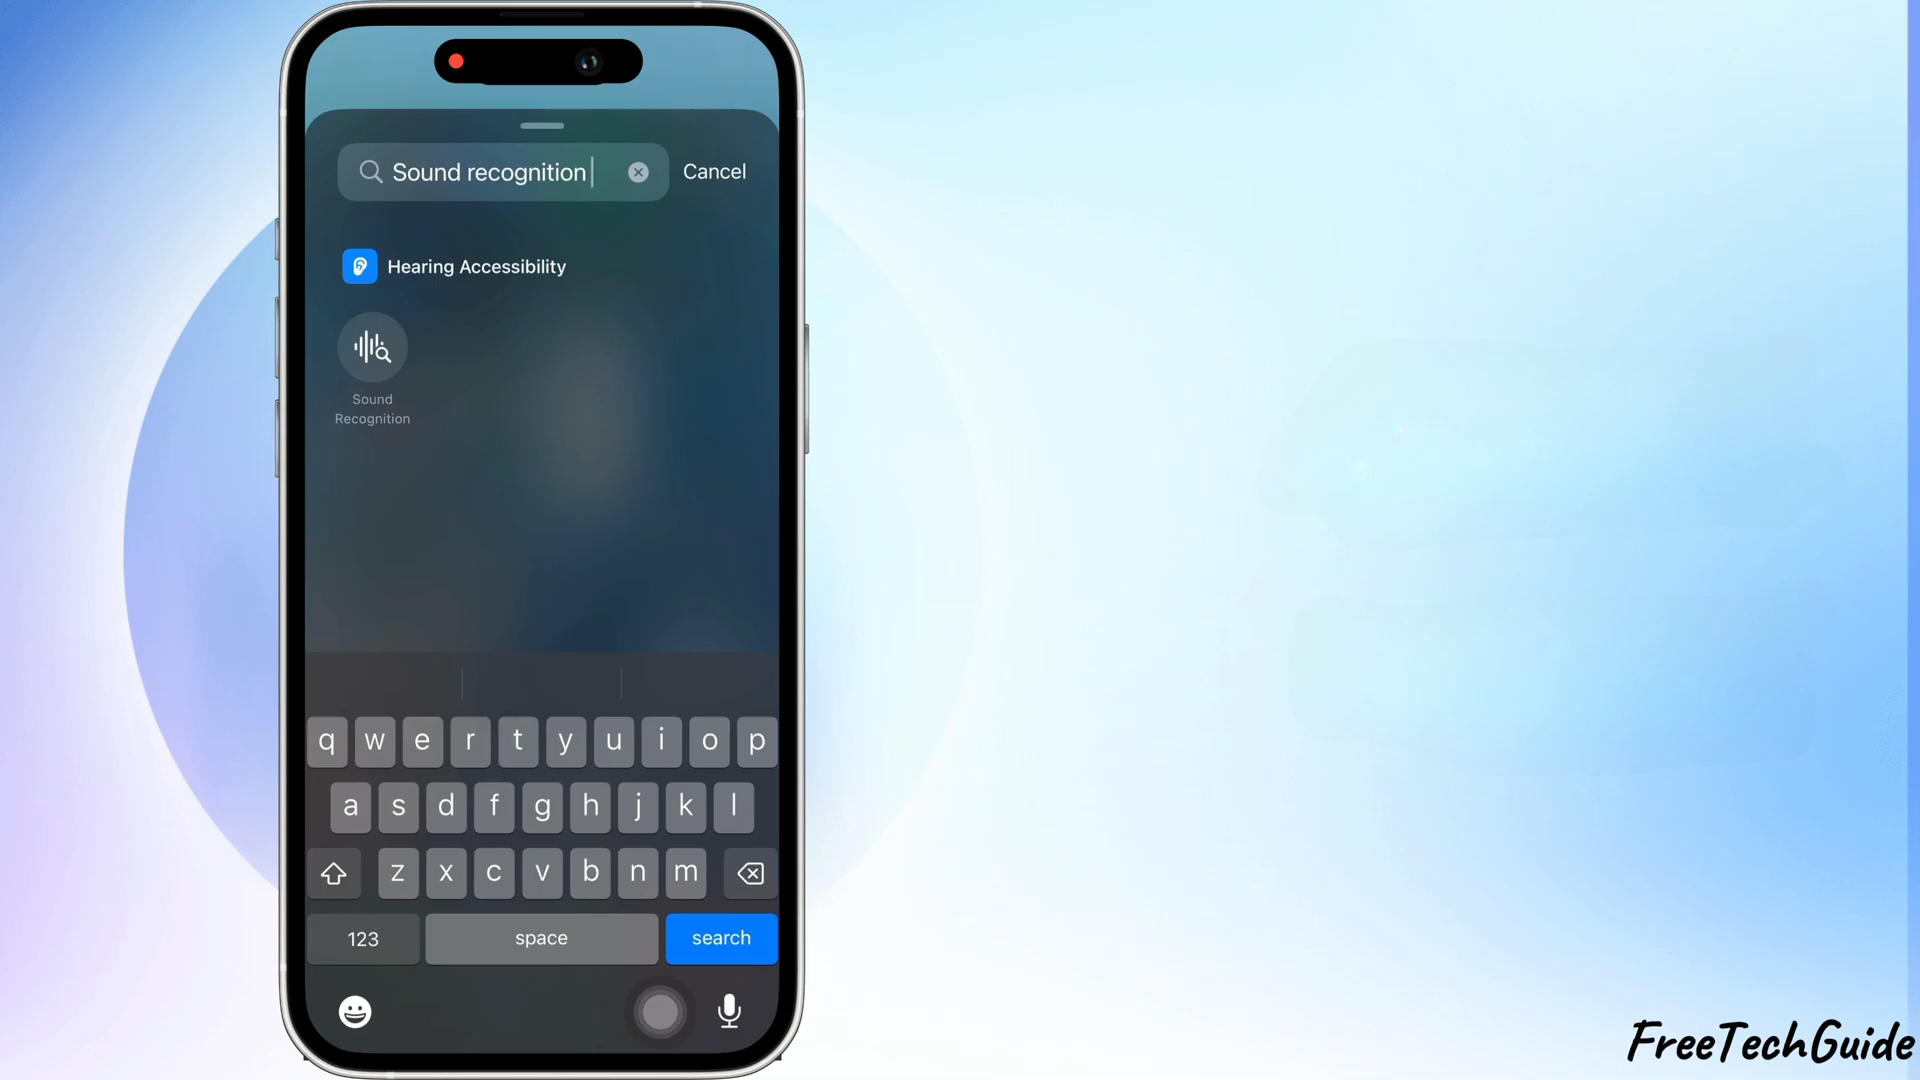 Sound recognition
Cancel
Hearing Accessibility
Sound
Recognition
q w e r t y u i o p
a s d f g h j k l
z x c v b n m
123 space search
FreeTechGuide